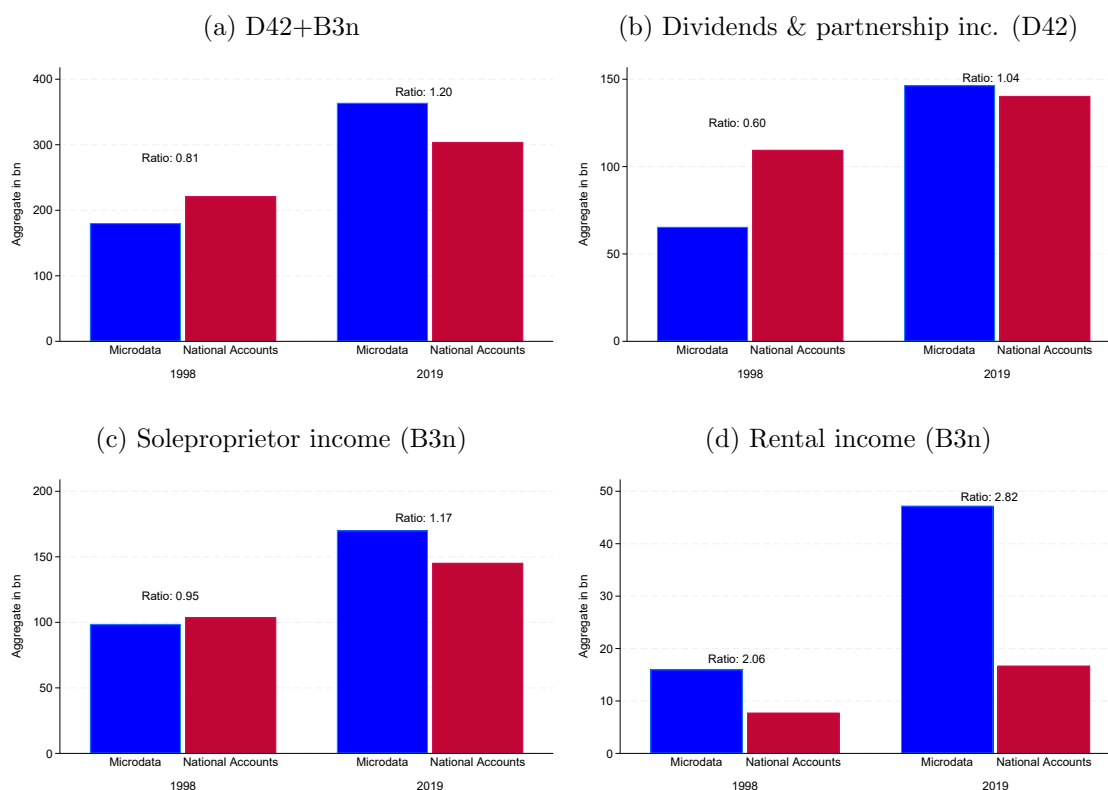 (a) D42+B3n
Aggregate in bn
400
300
200
100
0
Ratio: 0.81
Ratio: 1.20
Microdata National Accounts Microdata National Accounts
1998 2019
(b) Dividends & partnership inc. (D42)
Aggregate in bn
150
100
50
0
Ratio: 0.60
Ratio: 1.04
Microdata National Accounts Microdata National Accounts
1998 2019
(c) Soleproprietor income (B3n)
Aggregate in bn
200
150
100
50
0
Ratio: 0.95
Ratio: 1.17
Microdata National Accounts Microdata National Accounts
1998 2019
(d) Rental income (B3n)
Aggregate in bn
50
40
30
20
10
0
Ratio: 2.06
Ratio: 2.82
Microdata National Accounts Microdata National Accounts
1998 2019